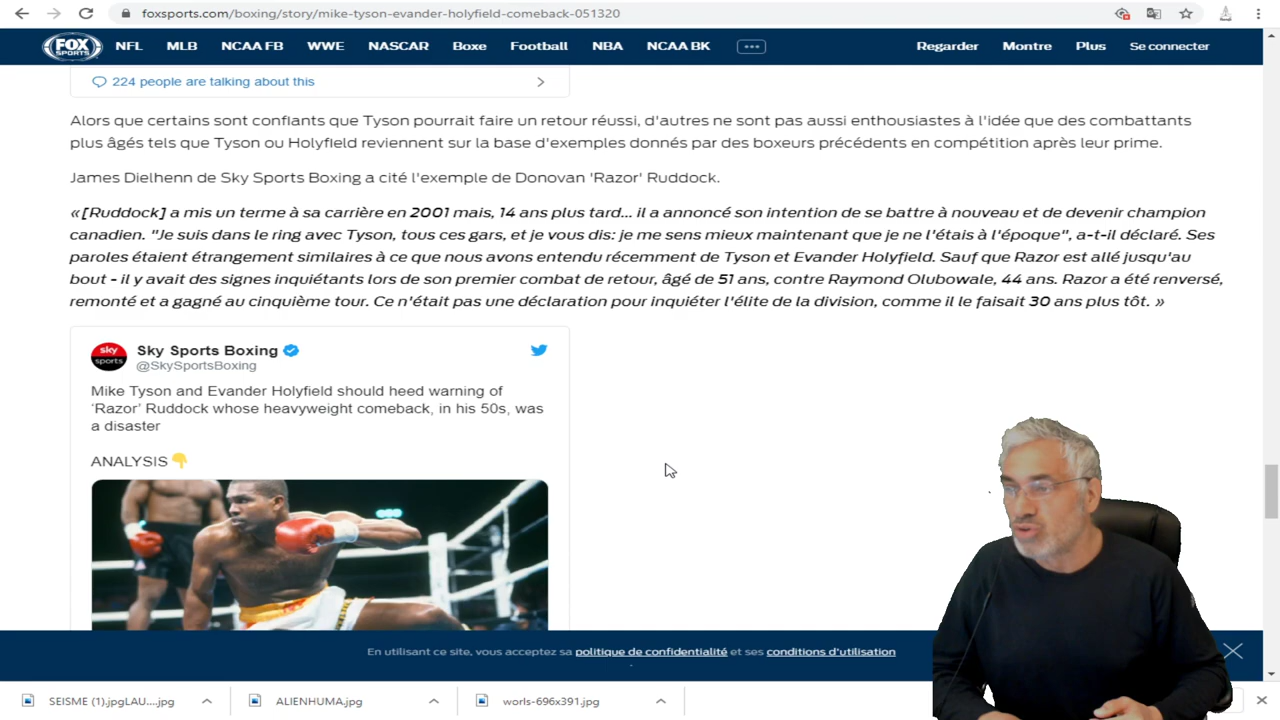 foxsports.com/boxing/story/mike-tyson-evander-holyfield-comeback-051320
FOX SPORTS NFL MLB NCAA FB WWE NASCAR Boxe Football NBA NCAA BK Regarder Montre Plus Se connecter
224 people are talking about this
Alors que certains sont confiants que Tyson pourrait faire un retour réussi, d'autres ne sont pas aussi enthousiastes à l'idée que des combattants
plus âgés tels que Tyson ou Holyfield reviennent sur la base d'exemples donnés par des boxeurs précédents en compétition après leur prime.
James Dielhenn de Sky Sports Boxing a cité l'exemple de Donovan 'Razor' Ruddock.
«[Ruddock] a mis un terme à sa carrière en 2001 mais, 14 ans plus tard... il a annoncé son intention de se battre à nouveau et de devenir champion
canadien. "Je suis dans le ring avec Tyson, tous ces gars, et je vous dis: je me sens mieux maintenant que je ne l'étais à l'époque", a-t-il déclaré. Ses
paroles étaient étrangement similaires à ce que nous avons entendu récemment de Tyson et Evander Holyfield. Sauf que Razor est allé jusqu'au
bout - il y avait des signes inquiétants lors de son premier combat de retour, âgé de 51 ans, contre Raymond Olubowale, 44 ans. Razor a été renversé,
remonté et a gagné au cinquième tour. Ce n'était pas une déclaration pour inquiéter l'élite de la division, comme il le faisait 30 ans plus tôt. »
sky sports
Sky Sports Boxing
@SkySportsBoxing
Mike Tyson and Evander Holyfield should heed warning of
‘Razor’ Ruddock whose heavyweight comeback, in his 50s, was
a disaster
ANALYSIS
En utilisant ce site, vous acceptez sa politique de confidentialité et ses conditions d'utilisation
.
SEISME (1).jpgLAU....jpg ALIENHUMA.jpg worls-696x391.jpg